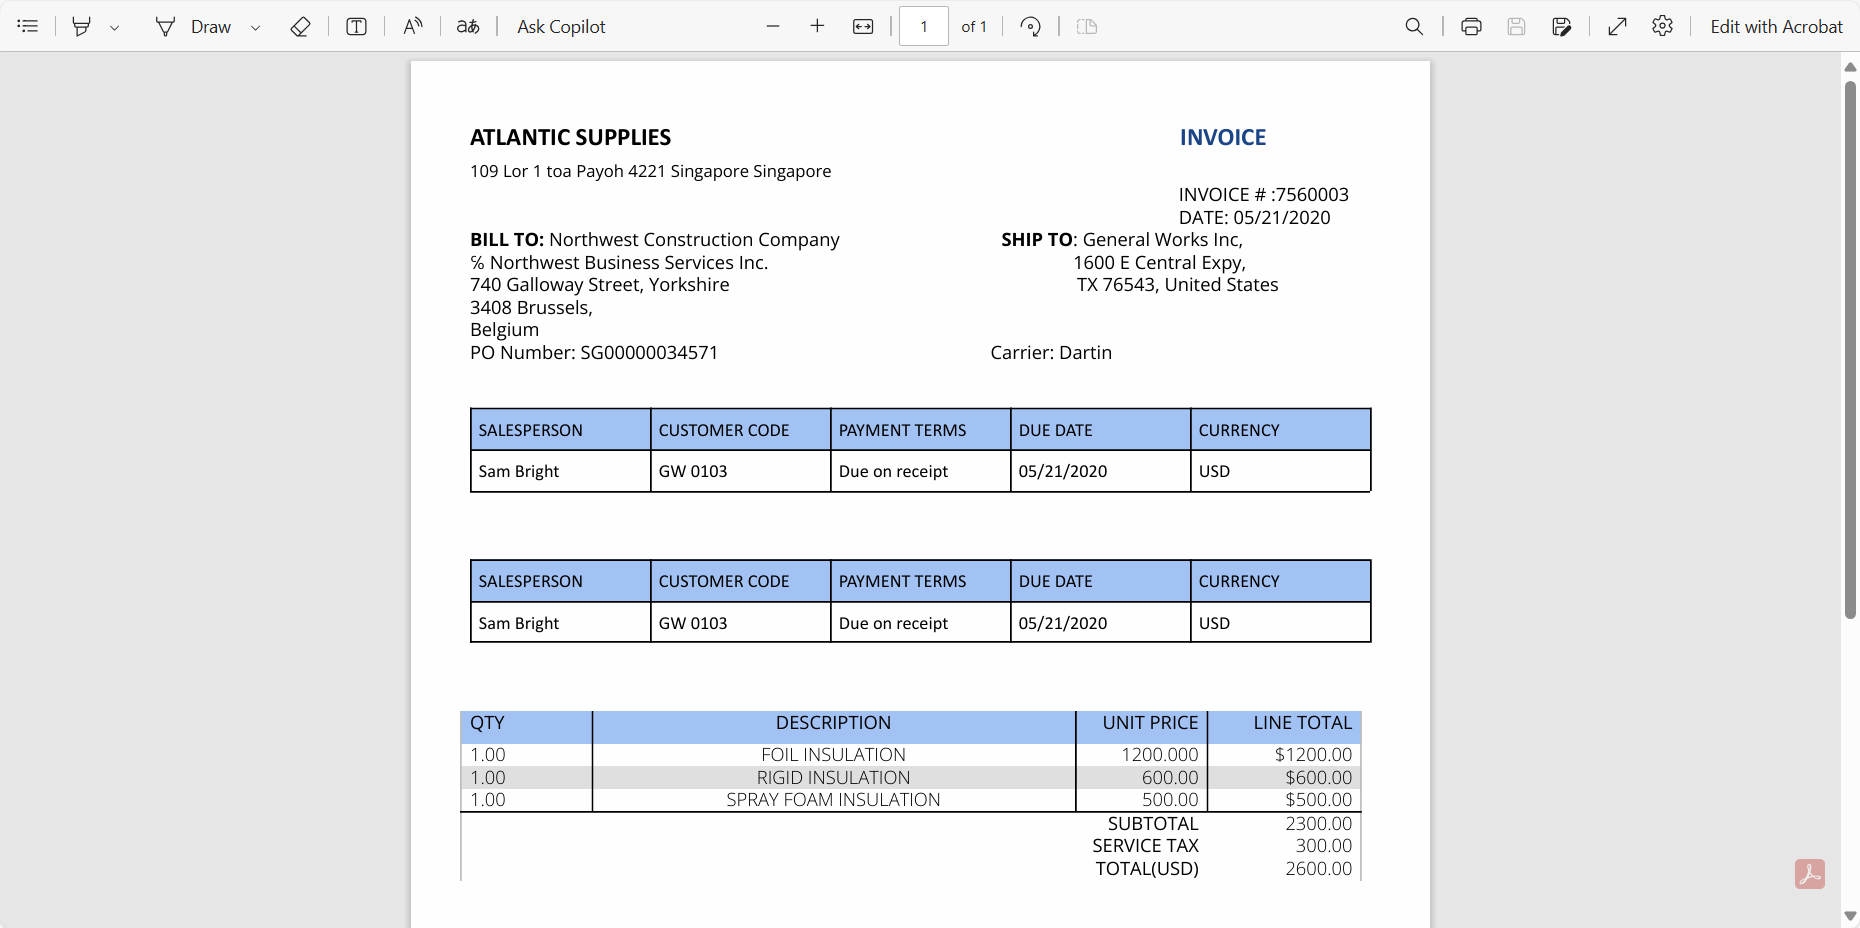 Draw
Ask Copilot
1 of 1
Edit with Acrobat
ATLANTIC SUPPLIES
INVOICE
109 Lor 1 toa Payoh 4221 Singapore Singapore
INVOICE # :7560003
DATE: 05/21/2020
BILL TO: Northwest Construction Company
SHIP TO: General Works Inc,
℅ Northwest Business Services Inc.
1600 E Central Expy,
740 Galloway Street, Yorkshire
TX 76543, United States
3408 Brussels,
Belgium
PO Number: SG00000034571
Carrier: Dartin
SALESPERSON CUSTOMER CODE PAYMENT TERMS DUE DATE CURRENCY
Sam Bright GW 0103 Due on receipt 05/21/2020 USD
SALESPERSON CUSTOMER CODE PAYMENT TERMS DUE DATE CURRENCY
Sam Bright GW 0103 Due on receipt 05/21/2020 USD
QTY DESCRIPTION UNIT PRICE LINE TOTAL
1.00 FOIL INSULATION 1200.000 $1200.00
1.00 RIGID INSULATION 600.00 $600.00
1.00 SPRAY FOAM INSULATION 500.00 $500.00
SUBTOTAL 2300.00
SERVICE TAX 300.00
TOTAL(USD) 2600.00